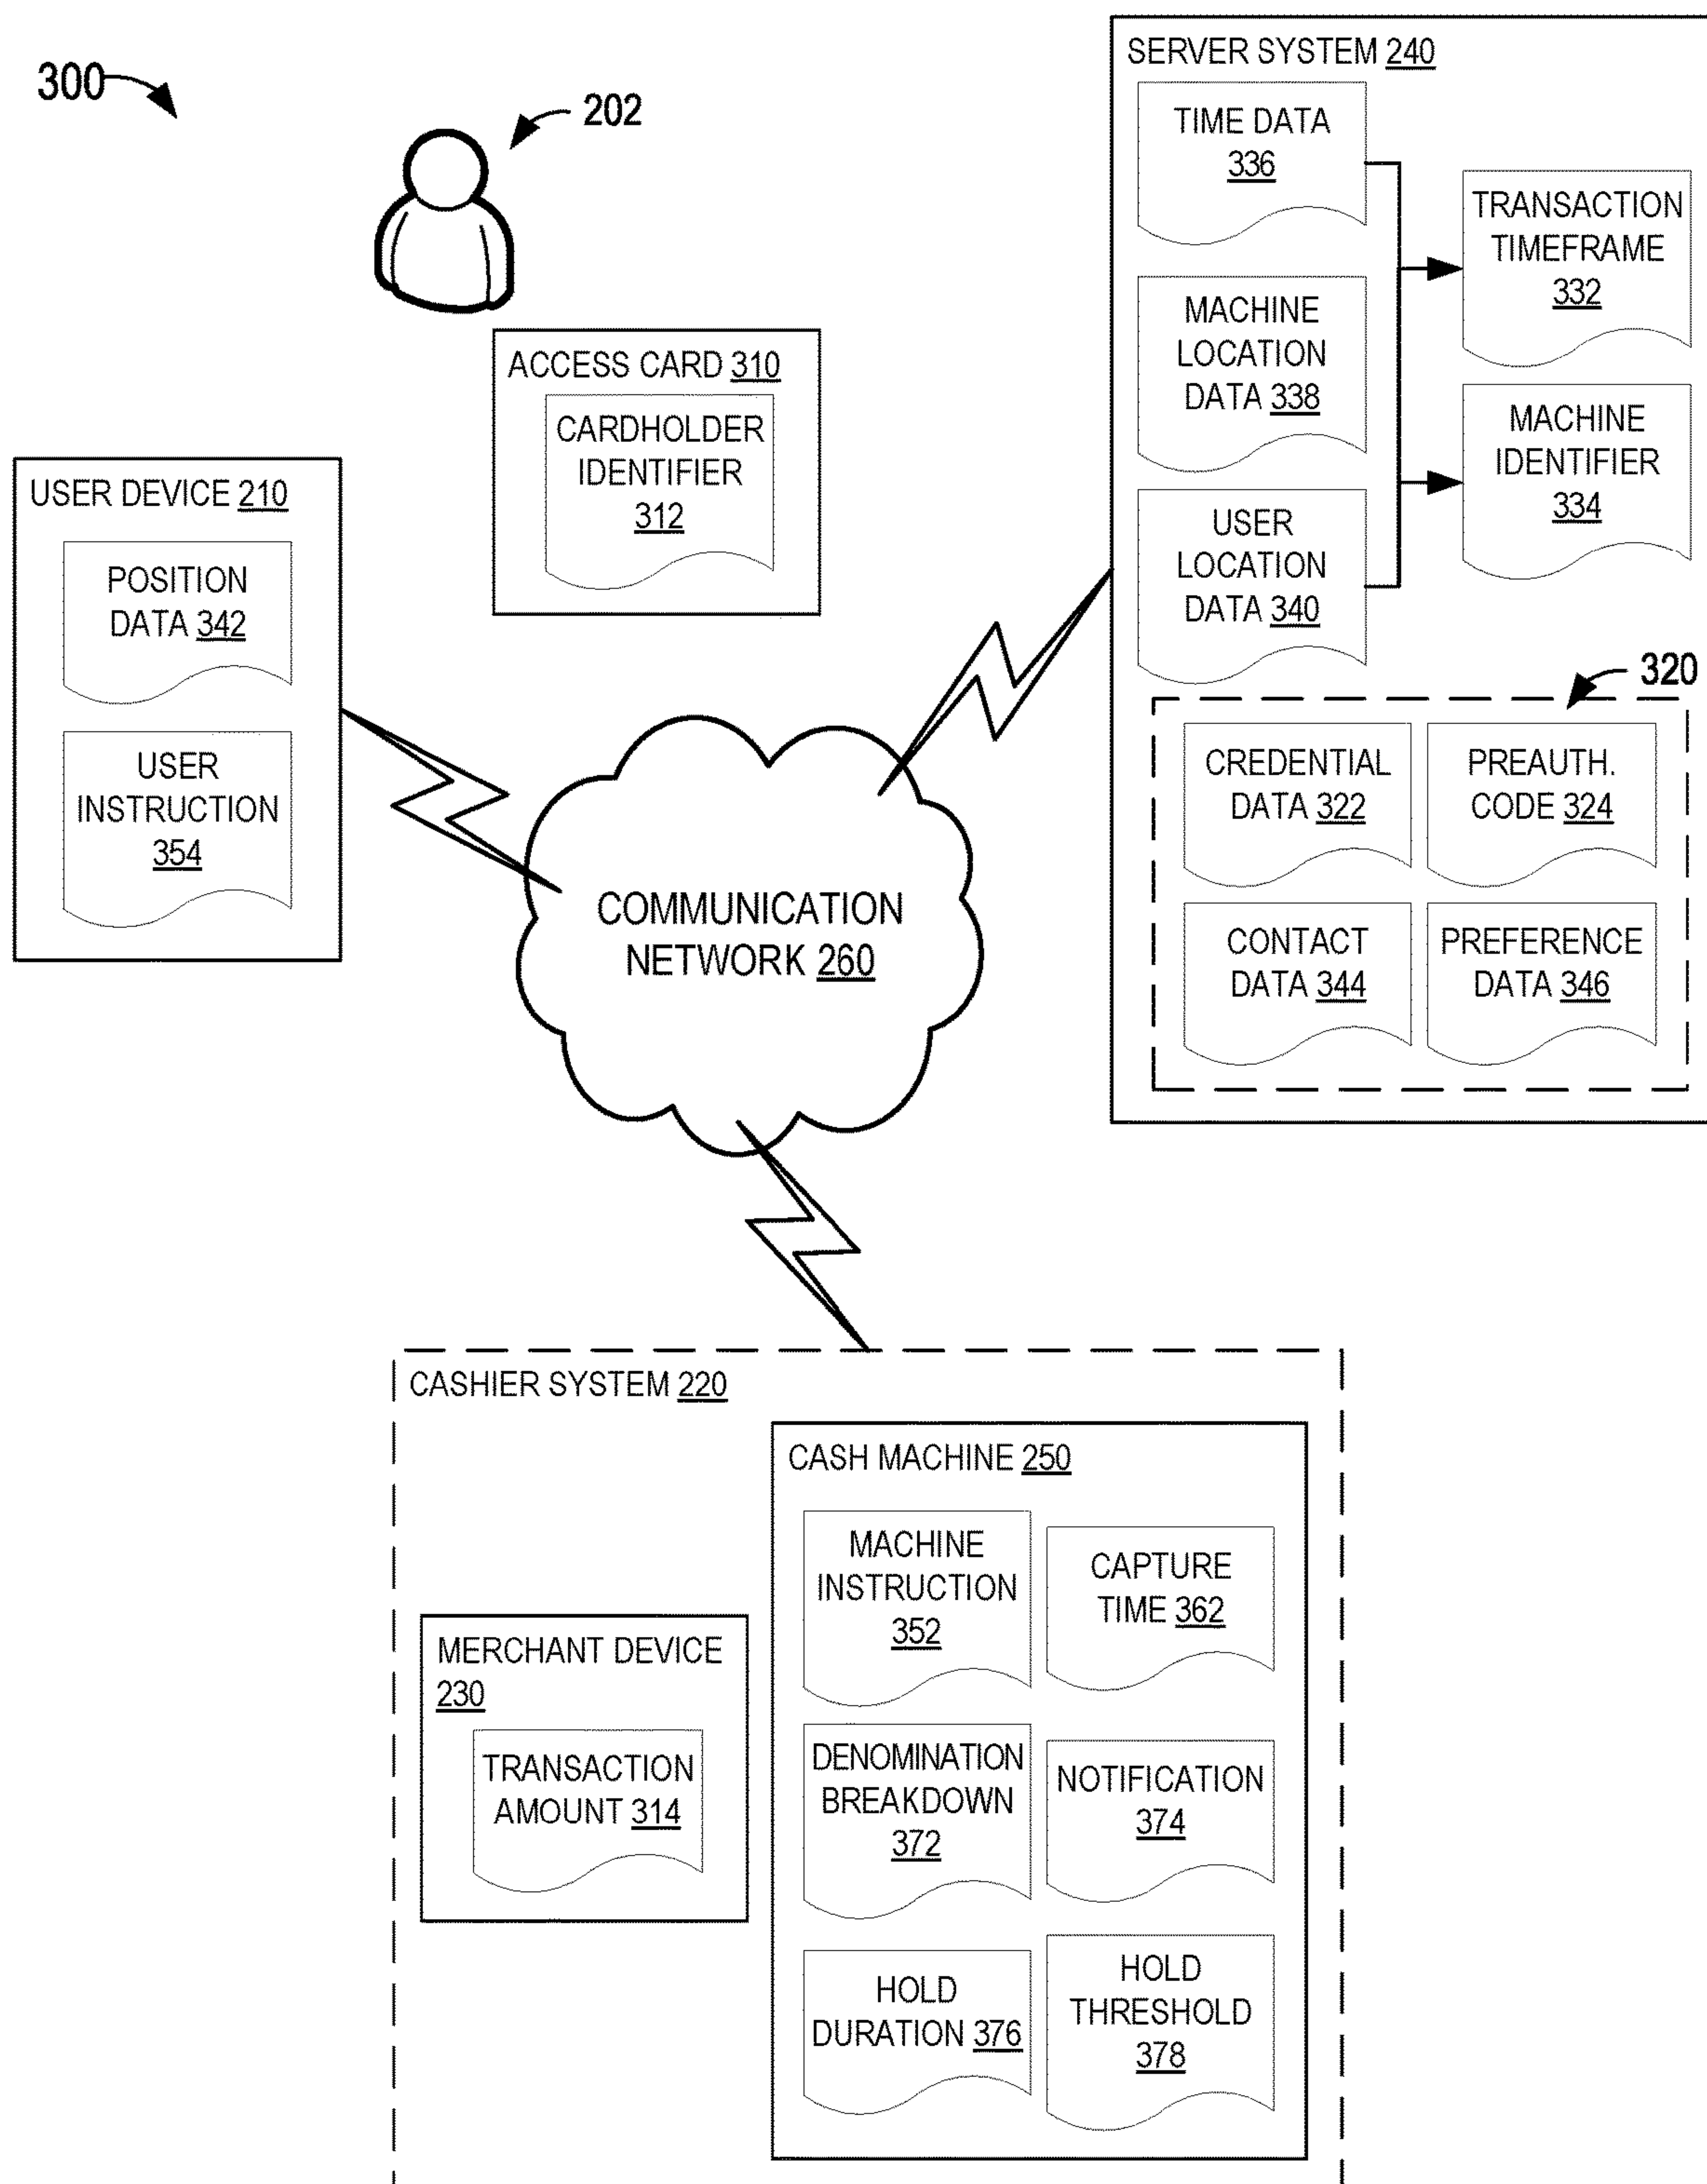 300
202
SERVER SYSTEM 240
TIME DATA
336
TRANSACTION
TIMEFRAME
332
MACHINE
LOCATION
DATA 338
MACHINE
IDENTIFIER
334
USER
LOCATION
DATA 340
320
CREDENTIAL
DATA 322
PREAUTH.
CODE 324
CONTACT
DATA 344
PREFERENCE
DATA 346
ACCESS CARD 310
CARDHOLDER
IDENTIFIER
312
USER DEVICE 210
POSITION
DATA 342
USER
INSTRUCTION
354
COMMUNICATION
NETWORK 260
CASHIER SYSTEM 220
MERCHANT DEVICE
230
TRANSACTION
AMOUNT 314
CASH MACHINE 250
MACHINE
INSTRUCTION
352
CAPTURE
TIME 362
DENOMINATION
BREAKDOWN
372
NOTIFICATION
374
HOLD
DURATION 376
HOLD
THRESHOLD
378